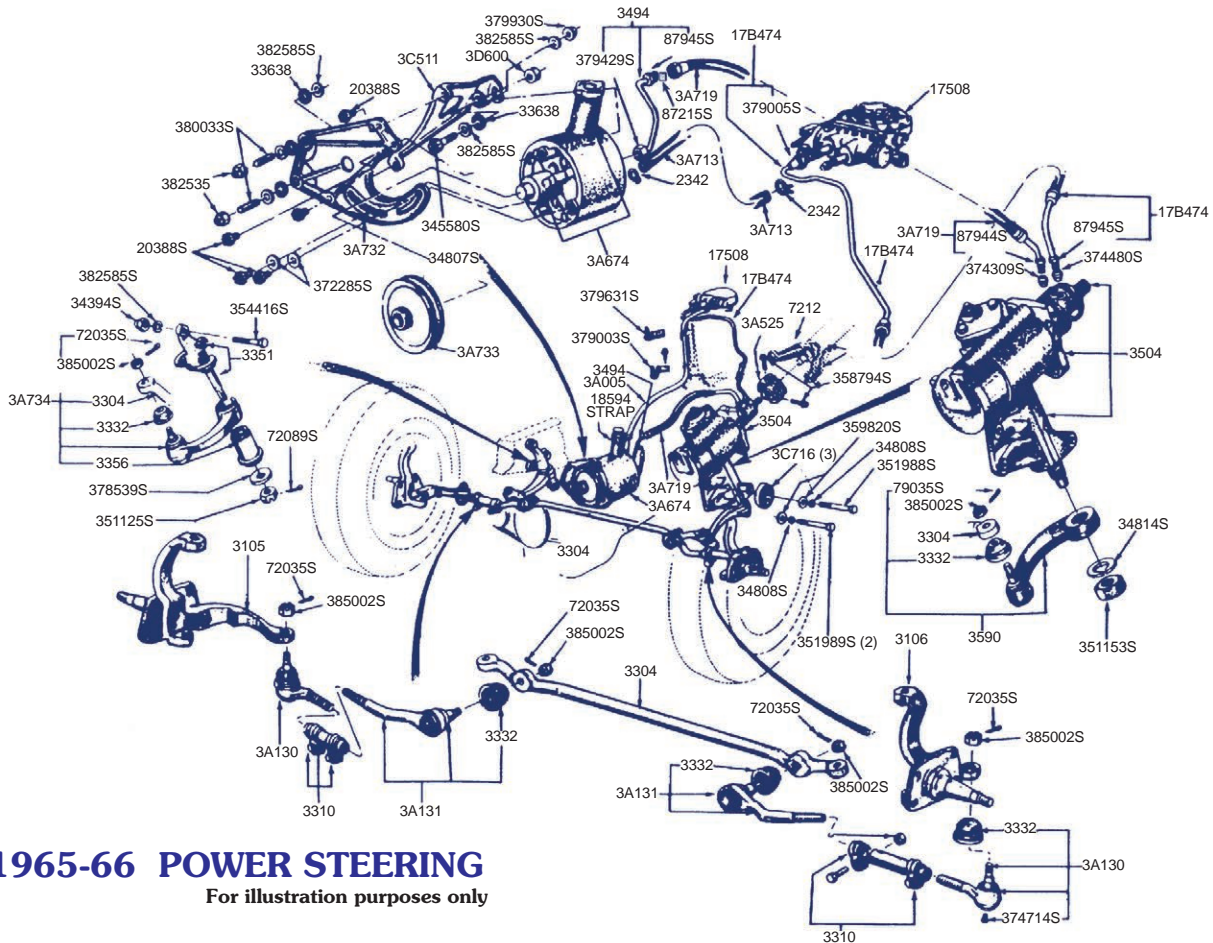 379930S
382585S
3D600
3494
87945S
379429S
17B474
382585S
33638
3C511
20388S
3A719
87215S
379005S
17508
33638
380033S
382585S
3A713
2342
382535
345580S
3A732
20388S
34807S
3A674
2342
3A713
17B474
3A719
87944S
87945S
17B474
374309S
374480S
372285S
382585S
34394S
354416S
72035S
3351
385002S
3A734
3304
3332
3356
72089S
378539S
351125S
3A733
17508
17B474
379631S
3A525
7212
379003S
3494
3A005
18594
STRAP
358794S
3504
3504
359820S
3C716 (3)
34808S
351988S
3A719
3A674
79035S
385002S
3304
3332
34814S
3590
351153S
3105
72035S
385002S
3304
34808S
351989S (2)
72035S
385002S
3304
3106
72035S
385002S
3A130
3332
3310
3A131
72035S
385002S
3332
3A131
3332
3A130
374714S
3310
1965-66 POWER STEERING
For illustration purposes only